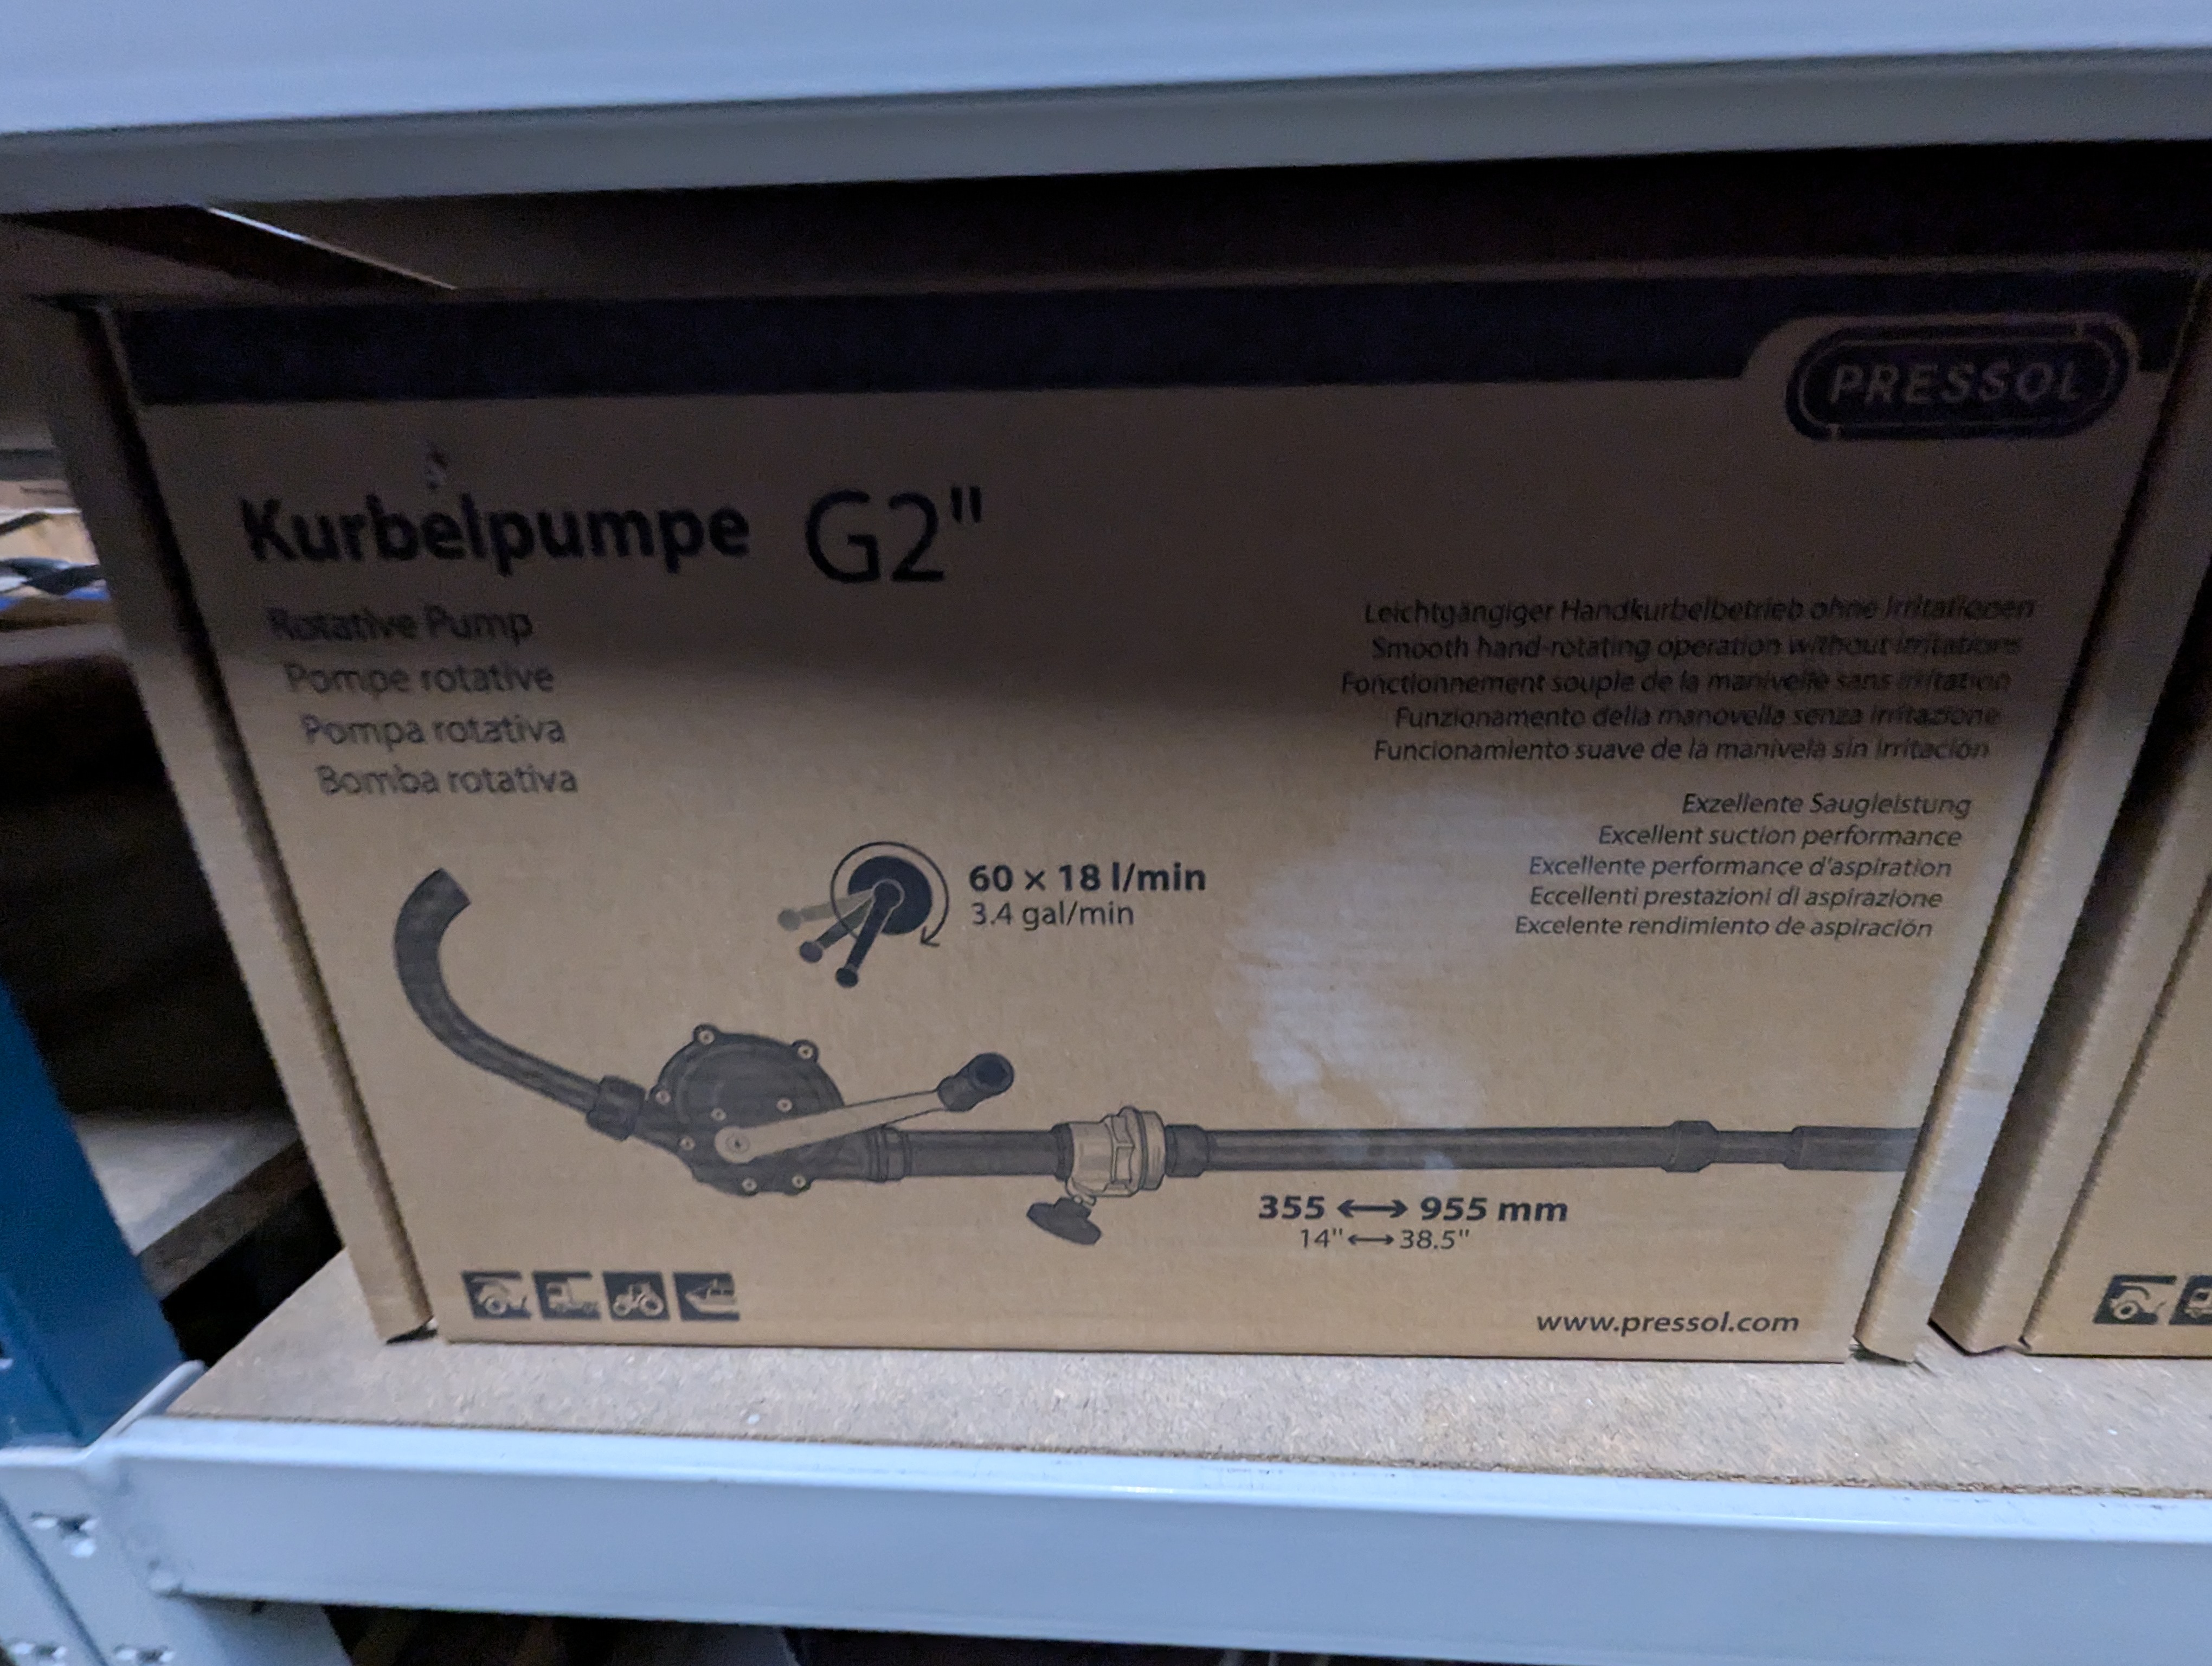 PRESSOL
Kurbelpumpe G2"
Rotative Pump
Pompe rotative
Pompa rotativa
Bomba rotativa
Leichtgängiger Handkurbelbetrieb ohne Irritationen
Smooth hand-rotating operation without irritations
Fonctionnement souple de la manivelle sans irritation
Funzionamento della manovella senza irritazione
Funcionamiento suave de la manivela sin irritación
Exzellente Saugleistung
Excellent suction performance
Excellente performance d'aspiration
Eccellenti prestazioni di aspirazione
Excelente rendimiento de aspiración
60 × 18 l/min
3.4 gal/min
355 ⟷ 955 mm
14" ⟷ 38.5"
www.pressol.com